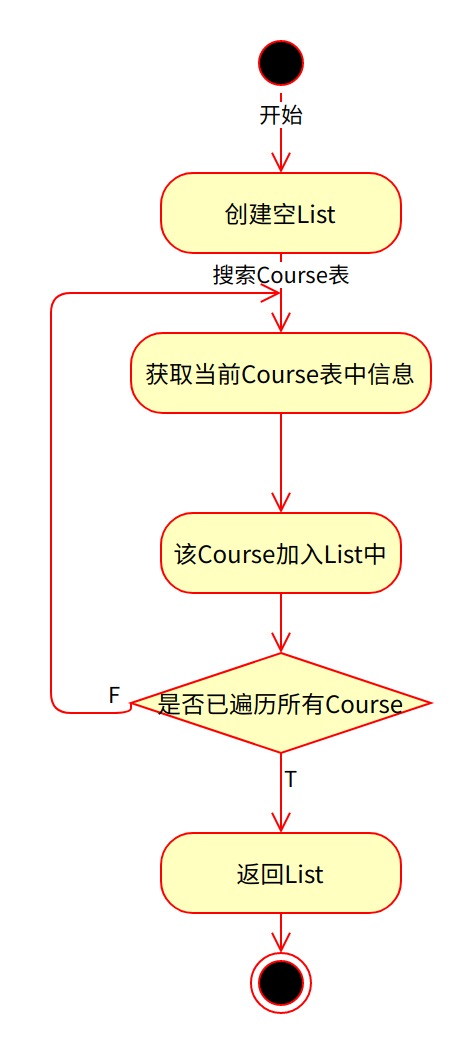 开始
创建空List
搜索Course表
获取当前Course表中信息
该Course加入List中
F
是否已遍历所有Course
T
返回List